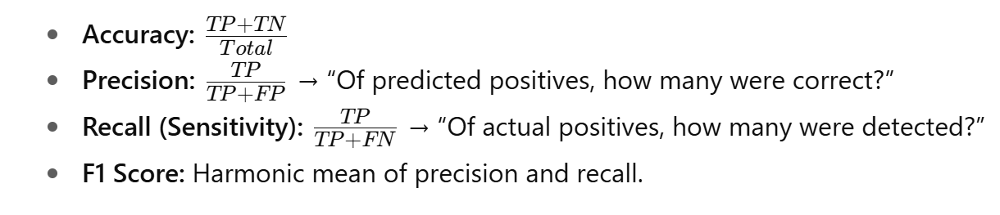 • Accuracy: \frac{TP+TN}{Total}
• Precision: \frac{TP}{TP+FP} → “Of predicted positives, how many were correct?”
• Recall (Sensitivity): \frac{TP}{TP+FN} → “Of actual positives, how many were detected?”
• F1 Score: Harmonic mean of precision and recall.